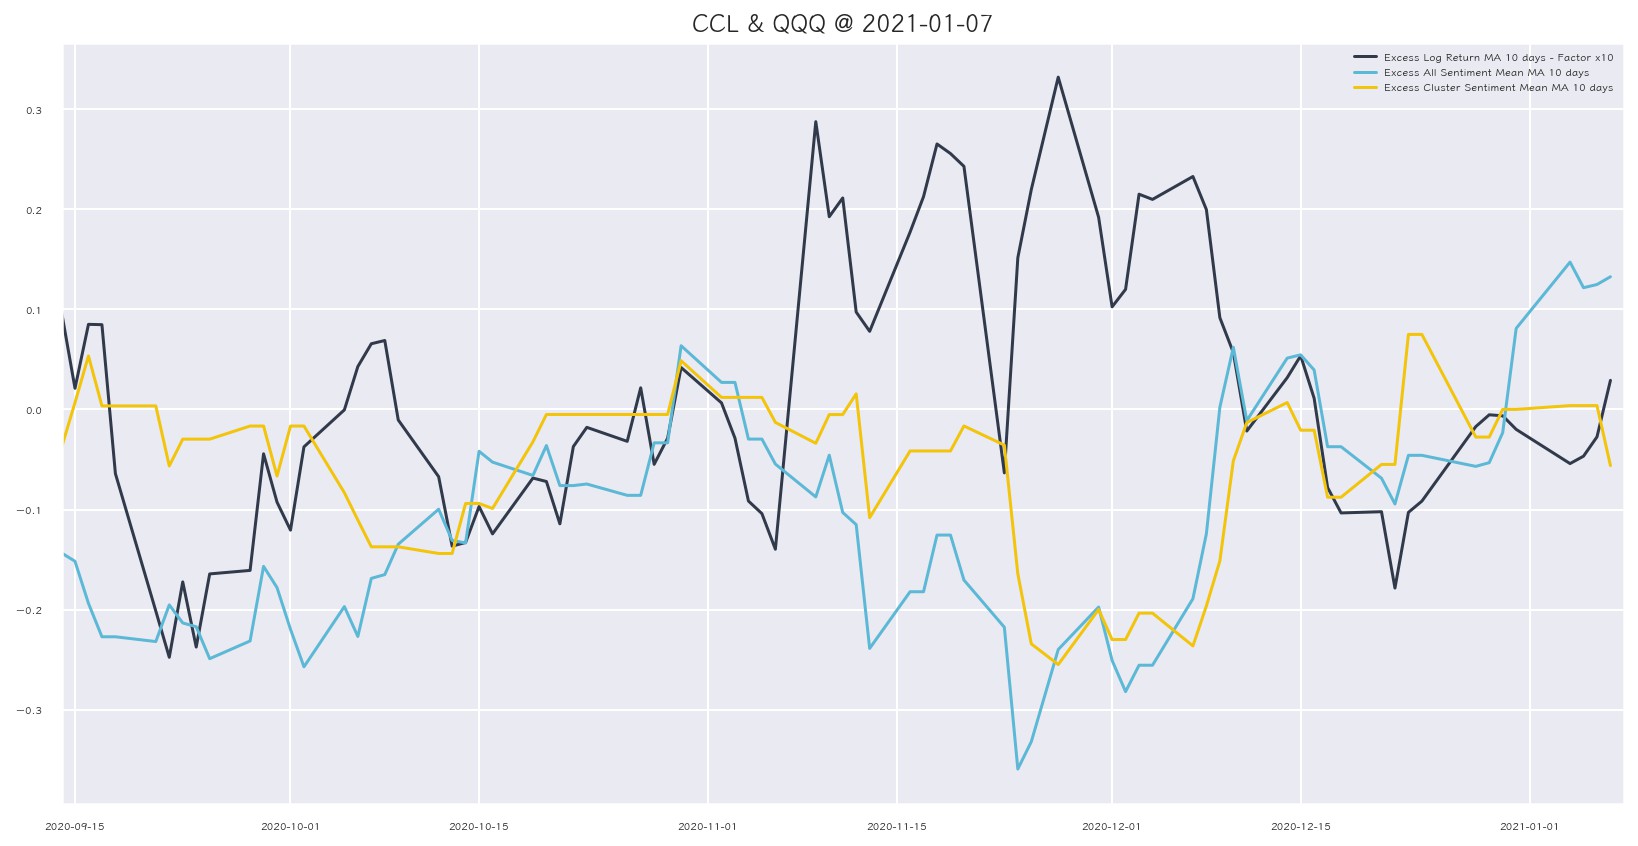 CCL & QQQ @ 2021-01-07
Excess Log Return MA 10 days - Factor x10
Excess All Sentiment Mean MA 10 days
Excess Cluster Sentiment Mean MA 10 days
0.3
0.2
0.1
0.0
−0.1
−0.2
−0.3
2020-09-15 2020-10-01 2020-10-15 2020-11-01 2020-11-15 2020-12-01 2020-12-15 2021-01-01